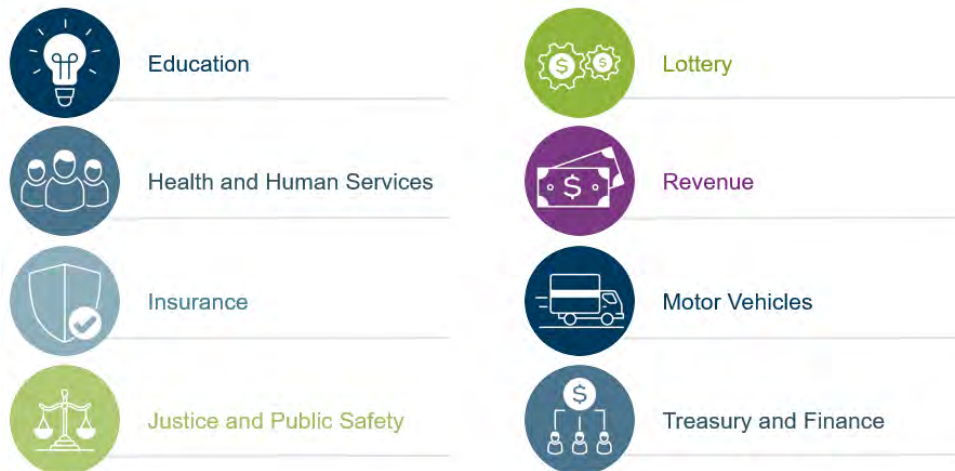 Education
Health and Human Services
Insurance
Justice and Public Safety
$ $
Lottery
$
Revenue
Motor Vehicles
$
Treasury and Finance